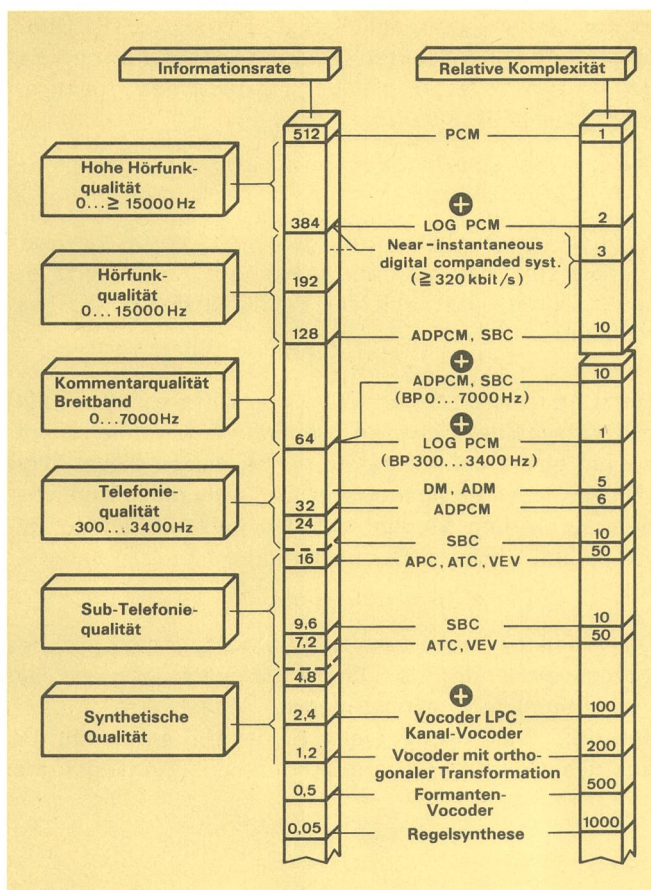 Informationsrate
Relative Komplexität
512
PCM
1
Hohe Hörfunk-
qualität
0...≧ 15000 Hz
+
384
LOG PCM
2
Near-instantaneous
digital companded syst.
(≧ 320 kbit/s)
3
Hörfunk-
qualität
0... 15000 Hz
192
128
ADPCM, SBC
10
+
ADPCM, SBC
(BP 0...7000 Hz)
10
Kommentarqualität
Breitband
0...7000 Hz
+
64
LOG PCM
(BP 300...3400 Hz)
1
Telefonie-
qualität
300...3400 Hz
DM, ADM
5
32
ADPCM
6
24
SBC
10
16
APC, ATC, VEV
50
Sub-Telefonie-
qualität
9,6
SBC
10
7,2
ATC, VEV
50
4,8
+
Synthetische
Qualität
2,4
Vocoder LPC
Kanal-Vocoder
100
1,2
Vocoder mit ortho-
gonaler Transformation
200
0,5
Formanten-
Vocoder
500
0,05
Regelsynthese
1000